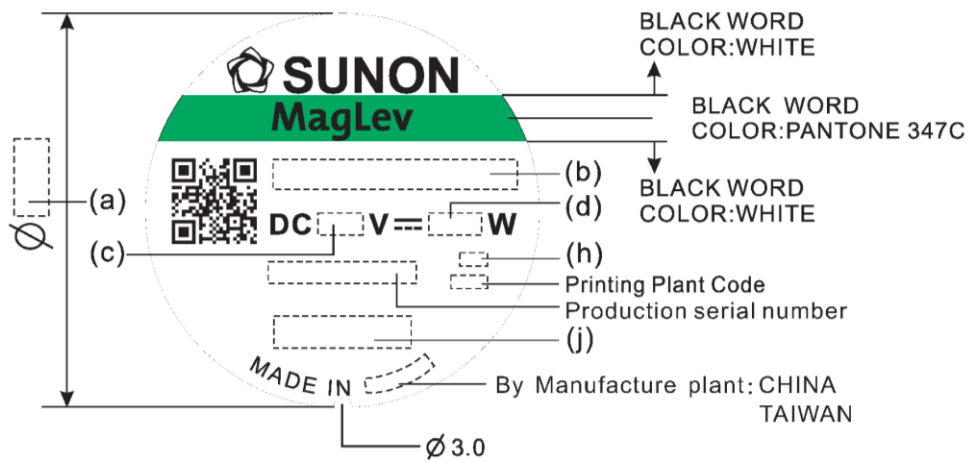 BLACK WORD
COLOR:WHITE
SUNON
MagLev
BLACK WORD
COLOR:PANTONE 347C
(a)
(b)
BLACK WORD
COLOR:WHITE
DC V W
(d)
(c)
(h)
Printing Plant Code
Production serial number
(j)
MADE IN
By Manufacture plant: CHINA
TAIWAN
Ø
Ø 3.0